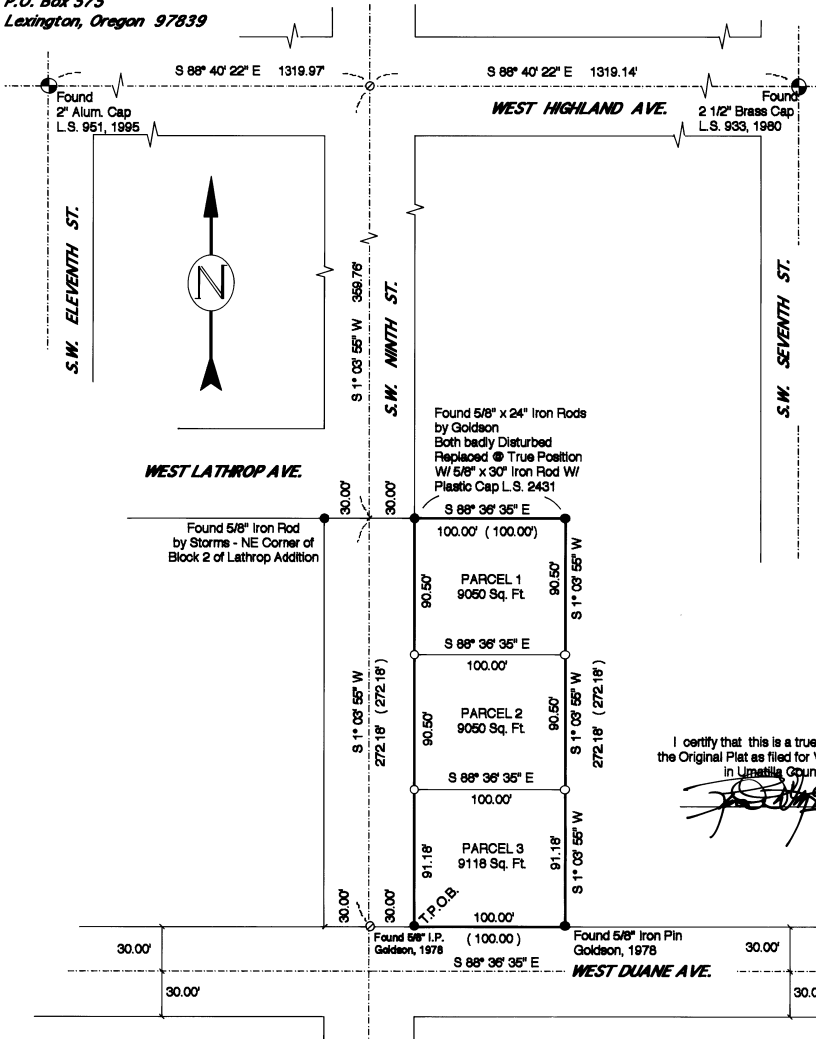 P.O. Box 373
Lexington, Oregon 97839
S 88° 40' 22" E 1319.97'
S 88° 40' 22" E 1319.14'
Found
2" Alum. Cap
L.S. 951, 1995
WEST HIGHLAND AVE.
Found
2 1/2" Brass Cap
L.S. 933, 1980
S.W. ELEVENTH ST.
N
S 1° 03' 55" W 359.76'
S.W. NINTH ST.
S.W. SEVENTH ST.
Found 5/8" x 24" Iron Rods
by Goldson
Both badly Disturbed
Replaced @ True Position
W/ 5/8" x 30" Iron Rod W/
Plastic Cap L.S. 2431
WEST LATHROP AVE.
30.00'
30.00'
S 88° 36' 35" E
100.00' ( 100.00')
Found 5/8" Iron Rod
by Storms - NE Corner of
Block 2 of Lathrop Addition
90.50'
PARCEL 1
9050 Sq. Ft.
90.50'
S 1° 03' 55" W
S 88° 36' 35" E
100.00'
S 1° 03' 55" W
272.18' ( 272.18' )
90.50'
PARCEL 2
9050 Sq. Ft.
90.50'
S 1° 03' 55" W
272.18' ( 272.18' )
S 88° 36' 35" E
100.00'
I certify that this is a true
the Original Plat as filed for
in Umatilla Coun
91.18'
PARCEL 3
9118 Sq. Ft.
91.18'
S 1° 03' 55" W
30.00'
30.00'
T.P.O.B.
100.00'
( 100.00 )
S 88° 36' 35" E
Found 5/8" I.P.
Goldson, 1978
Found 5/8" Iron Pin
Goldson, 1978
WEST DUANE AVE.
30.00'
30.00'
30.00'
30.0